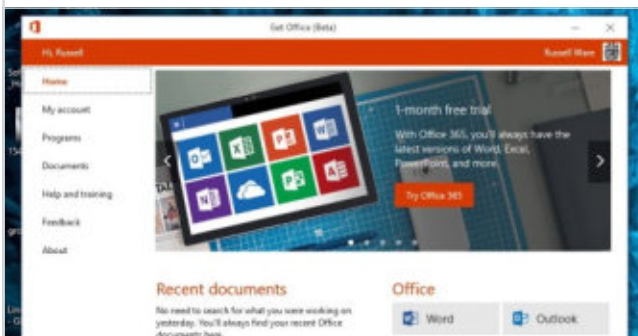 Get Office (Beta)
Hi, Russell
Russell Ware
Home
My account
Programs
Documents
Help and training
Feedback
About
1-month free trial
With Office 365, you'll always have the
latest versions of Word, Excel,
PowerPoint, and more.
Try Office 365
Recent documents
No need to search for what you were working on
yesterday. You'll always find your recent Office
documents here.
Office
Word
Outlook